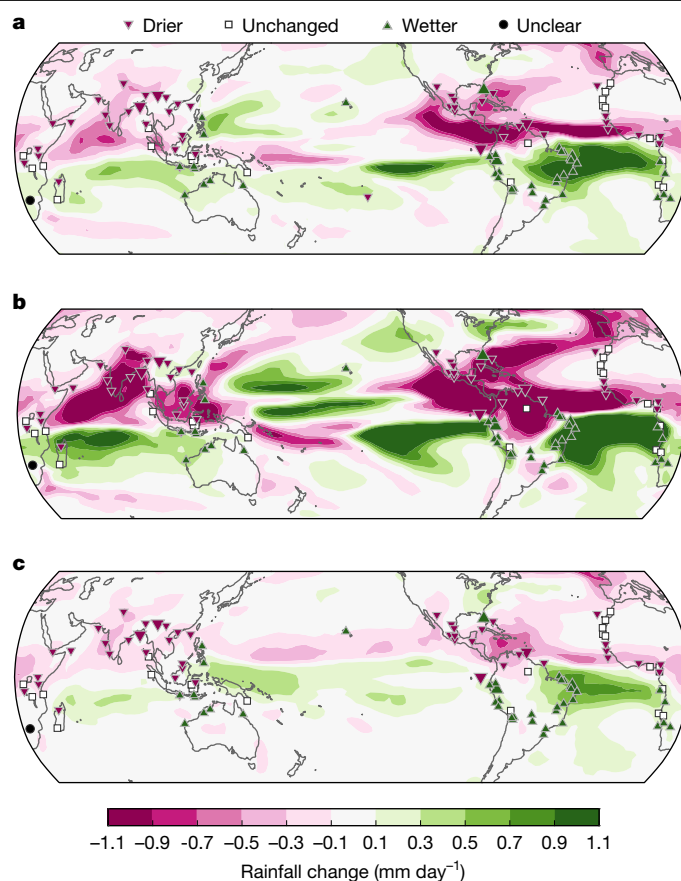 a
Drier Unchanged Wetter Unclear
b
c
−1.1 −0.9 −0.7 −0.5 −0.3 −0.1 0.1 0.3 0.5 0.7 0.9 1.1
Rainfall change (mm day⁻¹)